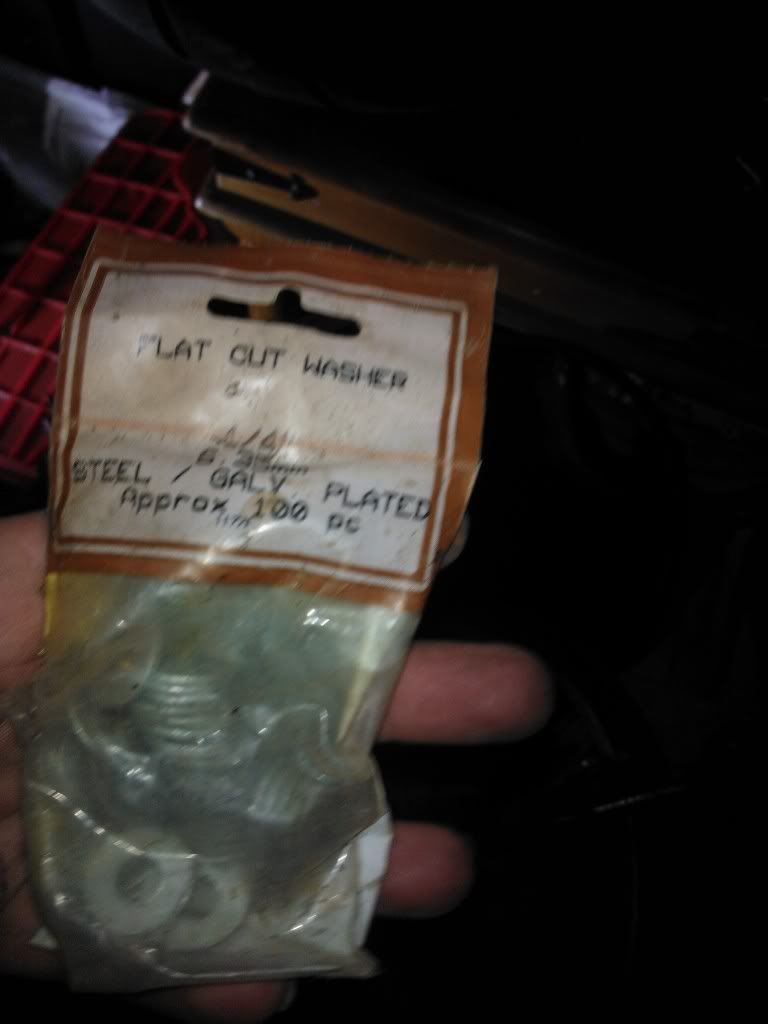 FLAT CUT WASHER
1/4"
6.35mm
STEEL / GALV PLATED
Approx 100 pc